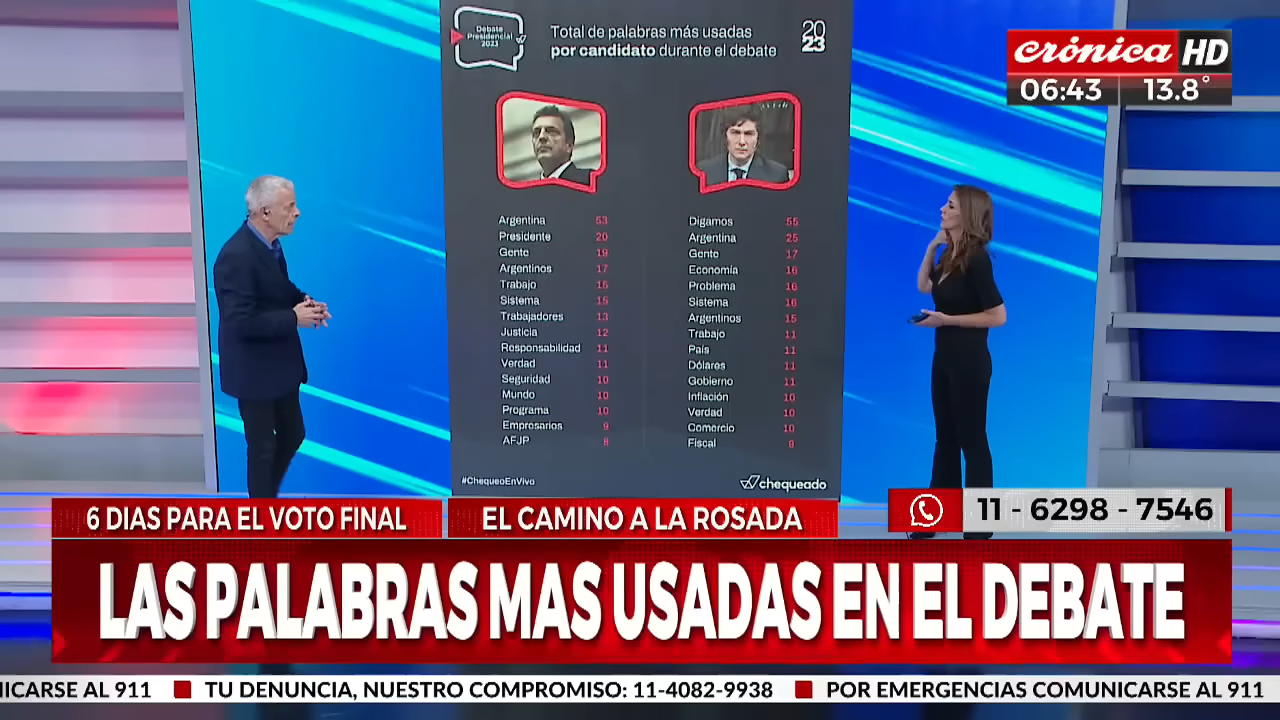 Debate
Presidencial
2023
Total de palabras más usadas
por candidato durante el debate
20
23
crónica HD
06:43 13.8°
Argentina 53
Presidente 20
Gente 19
Argentinos 17
Trabajo 15
Sistema 15
Trabajadores 13
Justicia 12
Responsabilidad 11
Verdad 11
Seguridad 10
Mundo 10
Programa 10
Empresarios 9
AFJP 8
Digamos 55
Argentina 25
Gente 17
Economía 16
Problema 16
Sistema 16
Argentinos 15
Trabajo 11
País 11
Dólares 11
Gobierno 11
Inflación 10
Verdad 10
Comercio 10
Fiscal 9
#ChequeoEnVivo
chequeado
6 DIAS PARA EL VOTO FINAL
EL CAMINO A LA ROSADA
11 - 6298 - 7546
LAS PALABRAS MAS USADAS EN EL DEBATE
ICARSE AL 911 TU DENUNCIA, NUESTRO COMPROMISO: 11-4082-9938 POR EMERGENCIAS COMUNICARSE AL 911